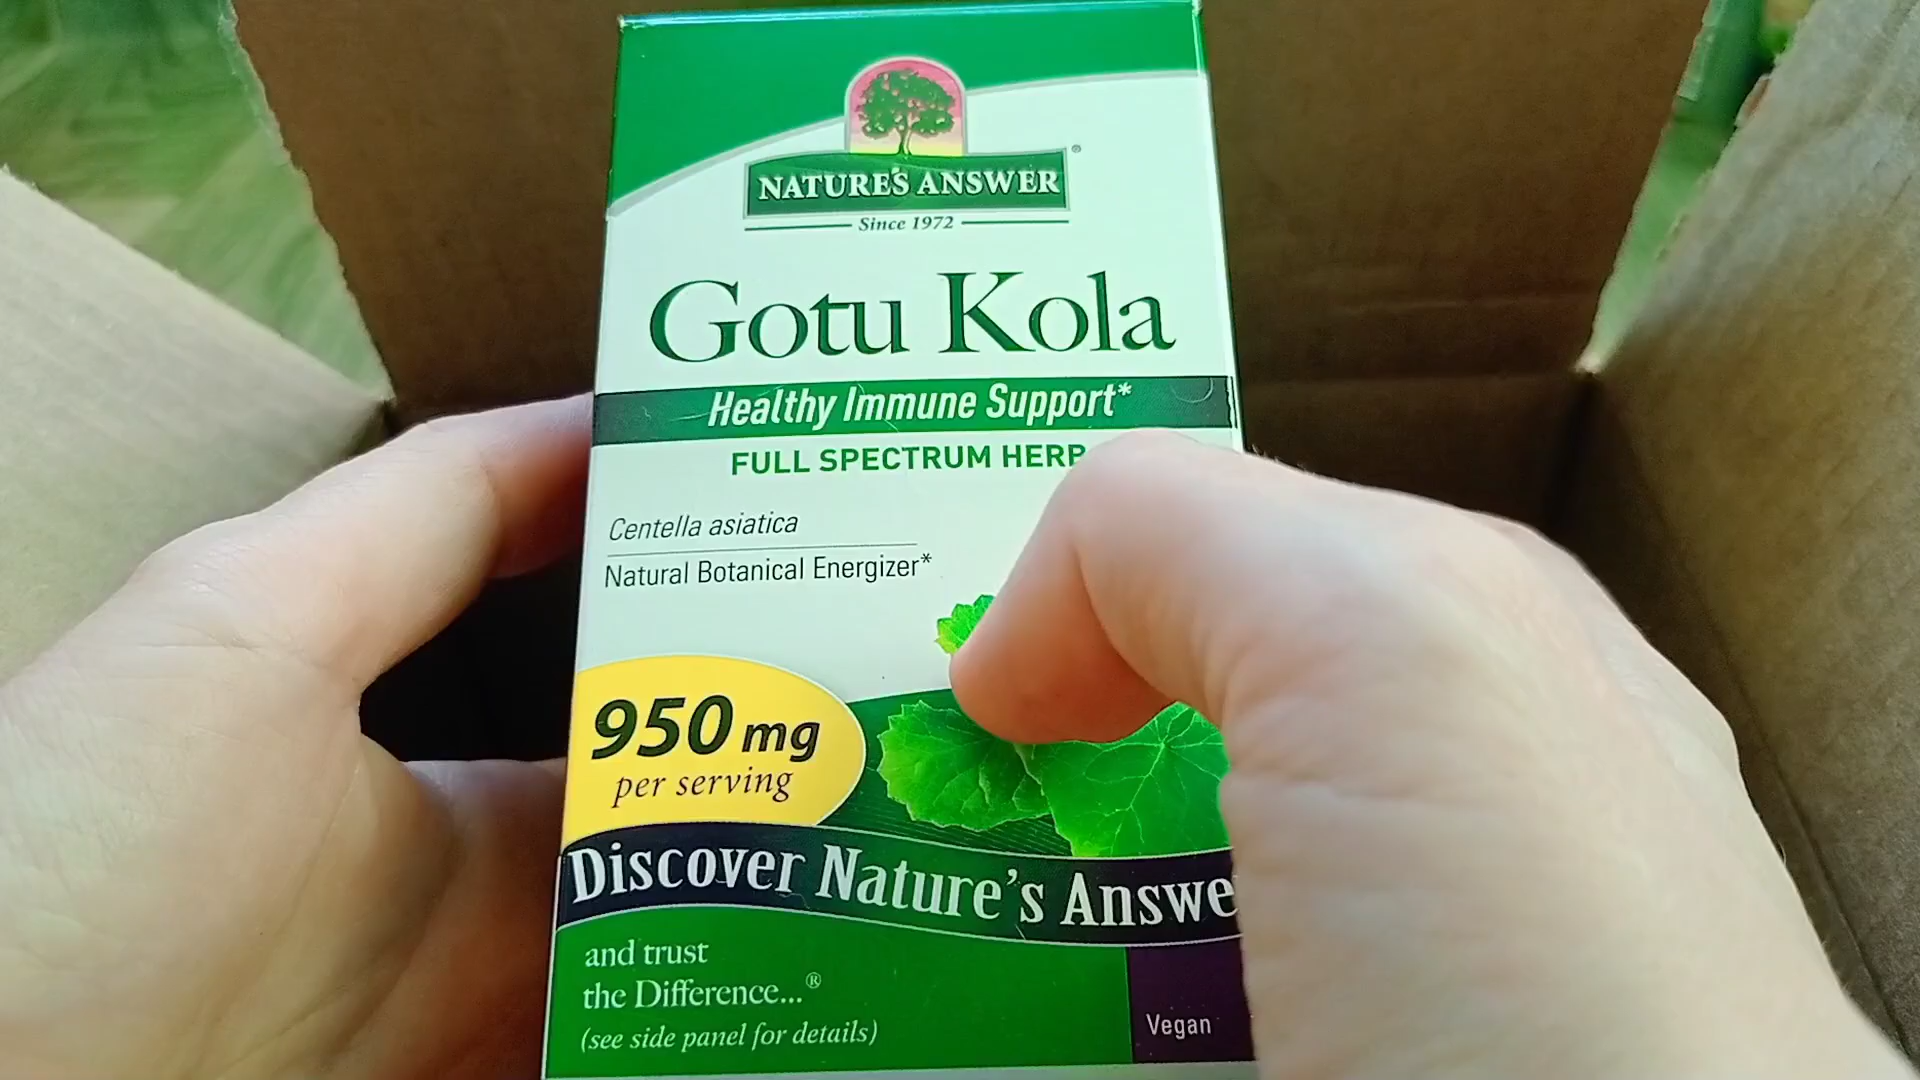 NATURE'S ANSWER®
Since 1972
Gotu Kola
Healthy Immune Support*
FULL SPECTRUM HERB
Centella asiatica
Natural Botanical Energizer*
950 mg
per serving
Discover Nature's Answe
and trust
the Difference...®
(see side panel for details)
Vegan